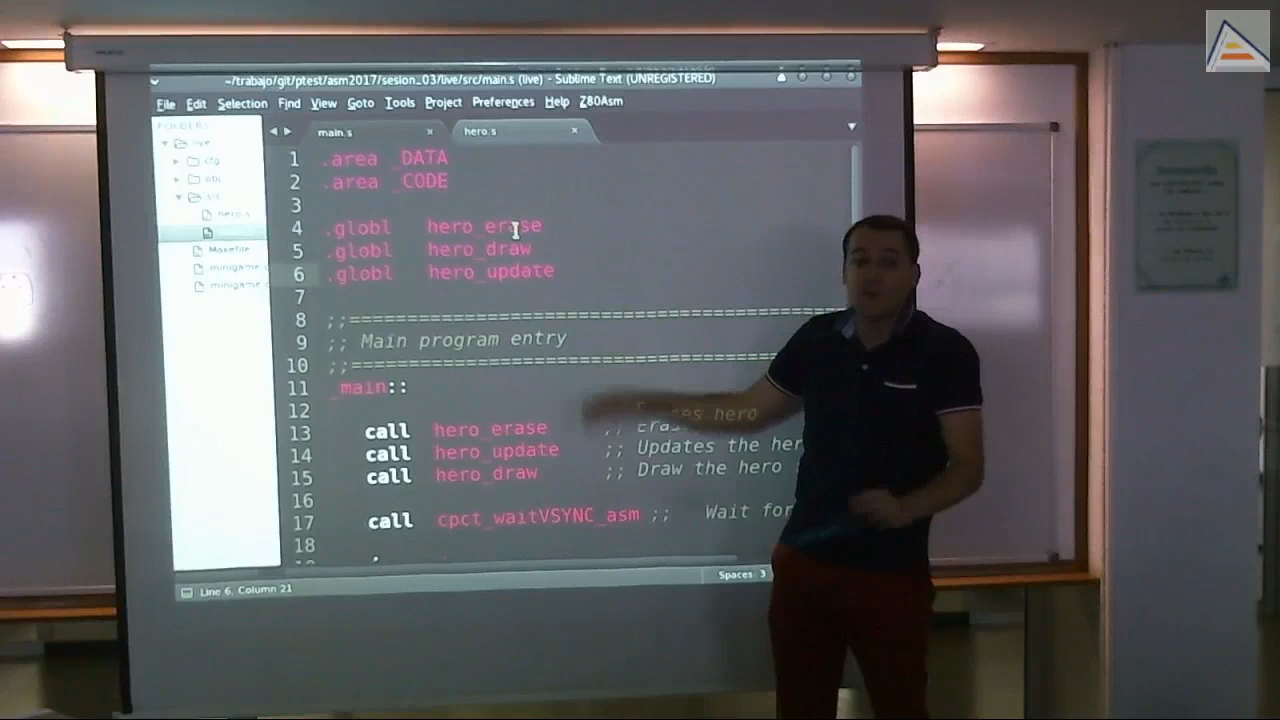 ~/trabajo/git/ptest/asm2017/sesion_03/live/src/main.s (live) - Sublime Text (UNREGISTERED)
File Edit Selection Find View Goto Tools Project Preferences Help Z80Asm
FOLDERS
live
cfg
obj
src
hero.s
Makefile
minigame.c
minigame.c
main.s
hero.s
1 .area _DATA
2 .area _CODE
3
4 .globl hero_erase
5 .globl hero_draw
6 .globl hero_update
7
8 ;;==============================================
9 ;; Main program entry
10 ;;==============================================
11 _main::
12
13 call hero_erase ;; Erases hero
14 call hero_update ;; Updates the her
15 call hero_draw ;; Draw the hero
16
17 call cpct_waitVSYNC_asm ;; Wait for
18
Line 6, Column 21
Spaces 3